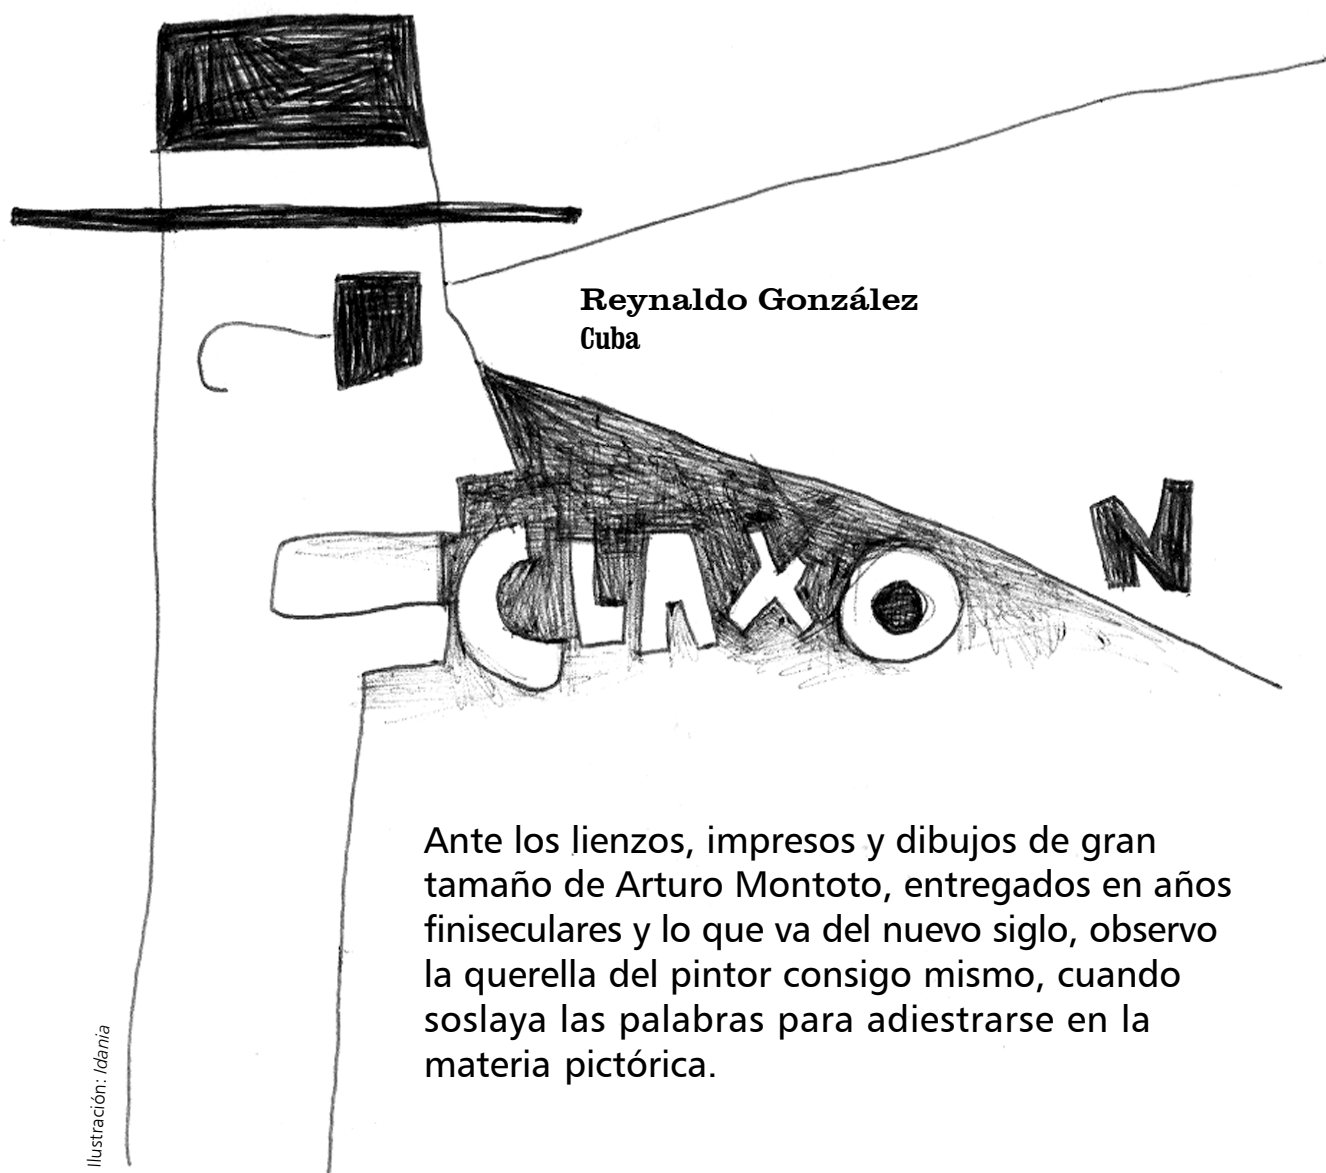 Reynaldo González
Cuba
CLAXON
Ante los lienzos, impresos y dibujos de gran
tamaño de Arturo Montoto, entregados en años
finiseculares y lo que va del nuevo siglo, observo
la querella del pintor consigo mismo, cuando
soslaya las palabras para adiestrarse en la
materia pictórica.
Ilustración: Idania